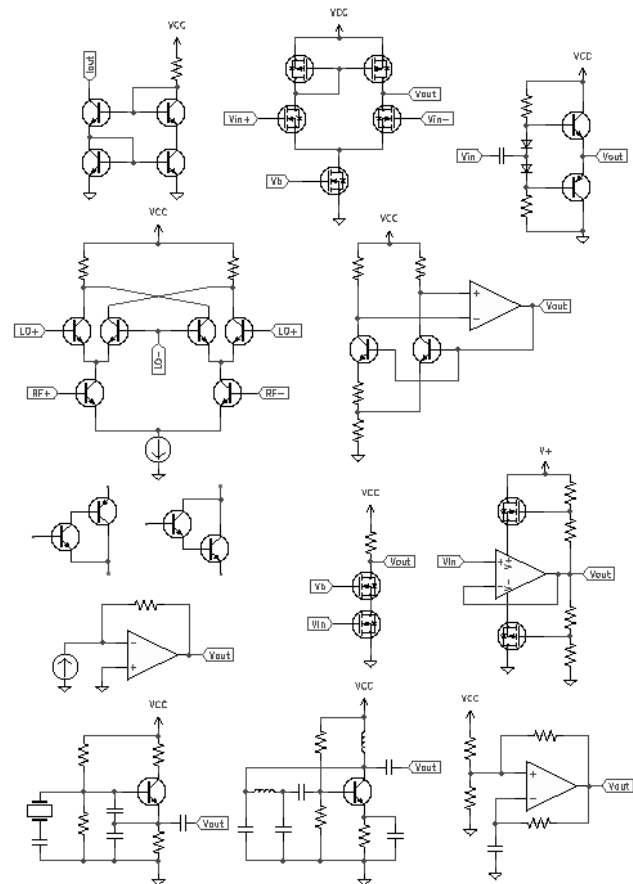 VCC
VCC
VCC
Iout
Vout
Vin+
Vin-
Vin
Vout
Vb
VCC
VCC
LO+
LO-
LO+
RF+
RF-
+
-
Vout
VCC
Vout
Vb
Vin
V+
Vin
+
-
V+
V-
Vout
-
+
Vout
VCC
Vout
VCC
Vout
VCC
+
-
Vout